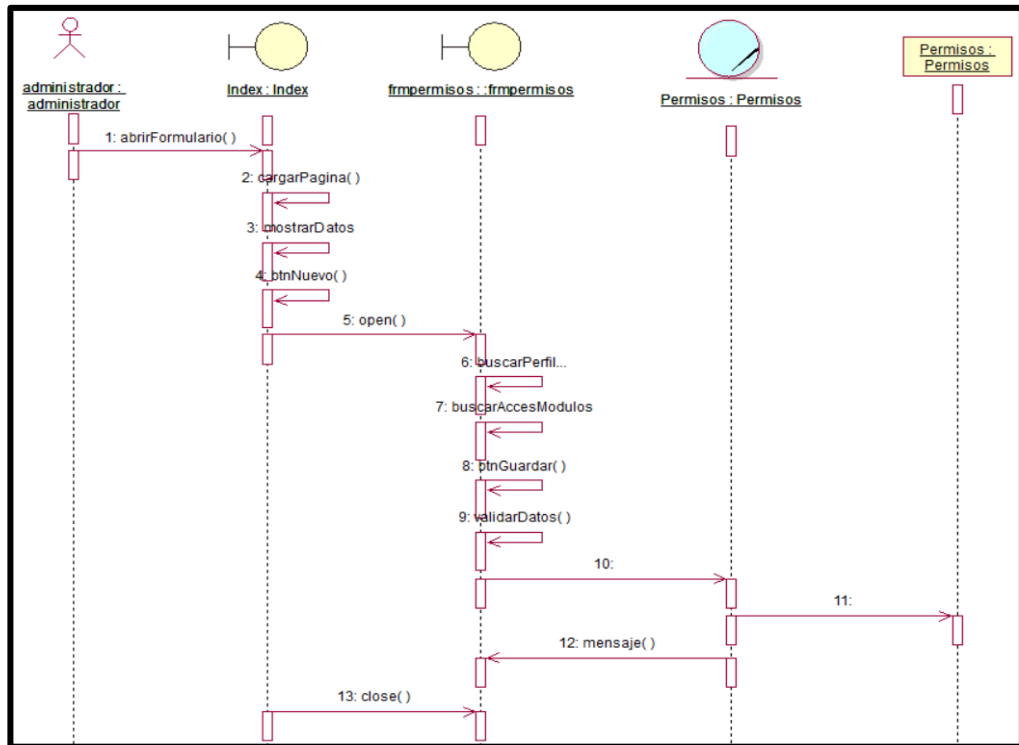 administrador :
administrador
Index : Index
frmpermisos : :frmpermisos
Permisos : Permisos
Permisos :
Permisos
1: abrirFormulario( )
2: cargarPagina( )
3: mostrarDatos
4: btnNuevo( )
5: open( )
6: buscarPerfil...
7: buscarAccesModulos
8: btnGuardar( )
9: validarDatos( )
10:
11:
12: mensaje( )
13: close( )